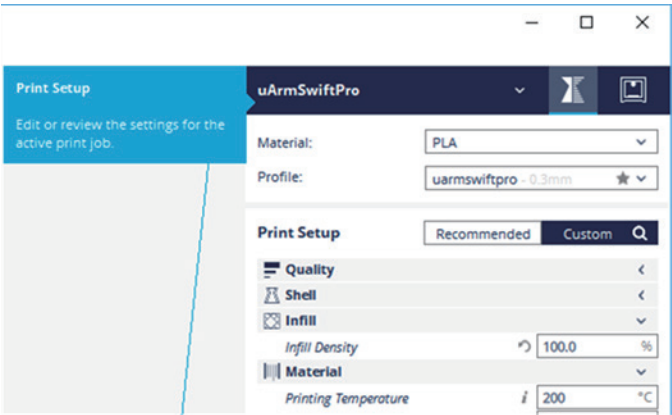 Print Setup
Edit or review the settings for the
active print job.
uArmSwiftPro
Material:
PLA
Profile:
uarmswiftpro - 0.3mm
Print Setup
Recommended
Custom
Quality
Shell
Infill
Infill Density
100.0
%
Material
Printing Temperature
i
200
°C